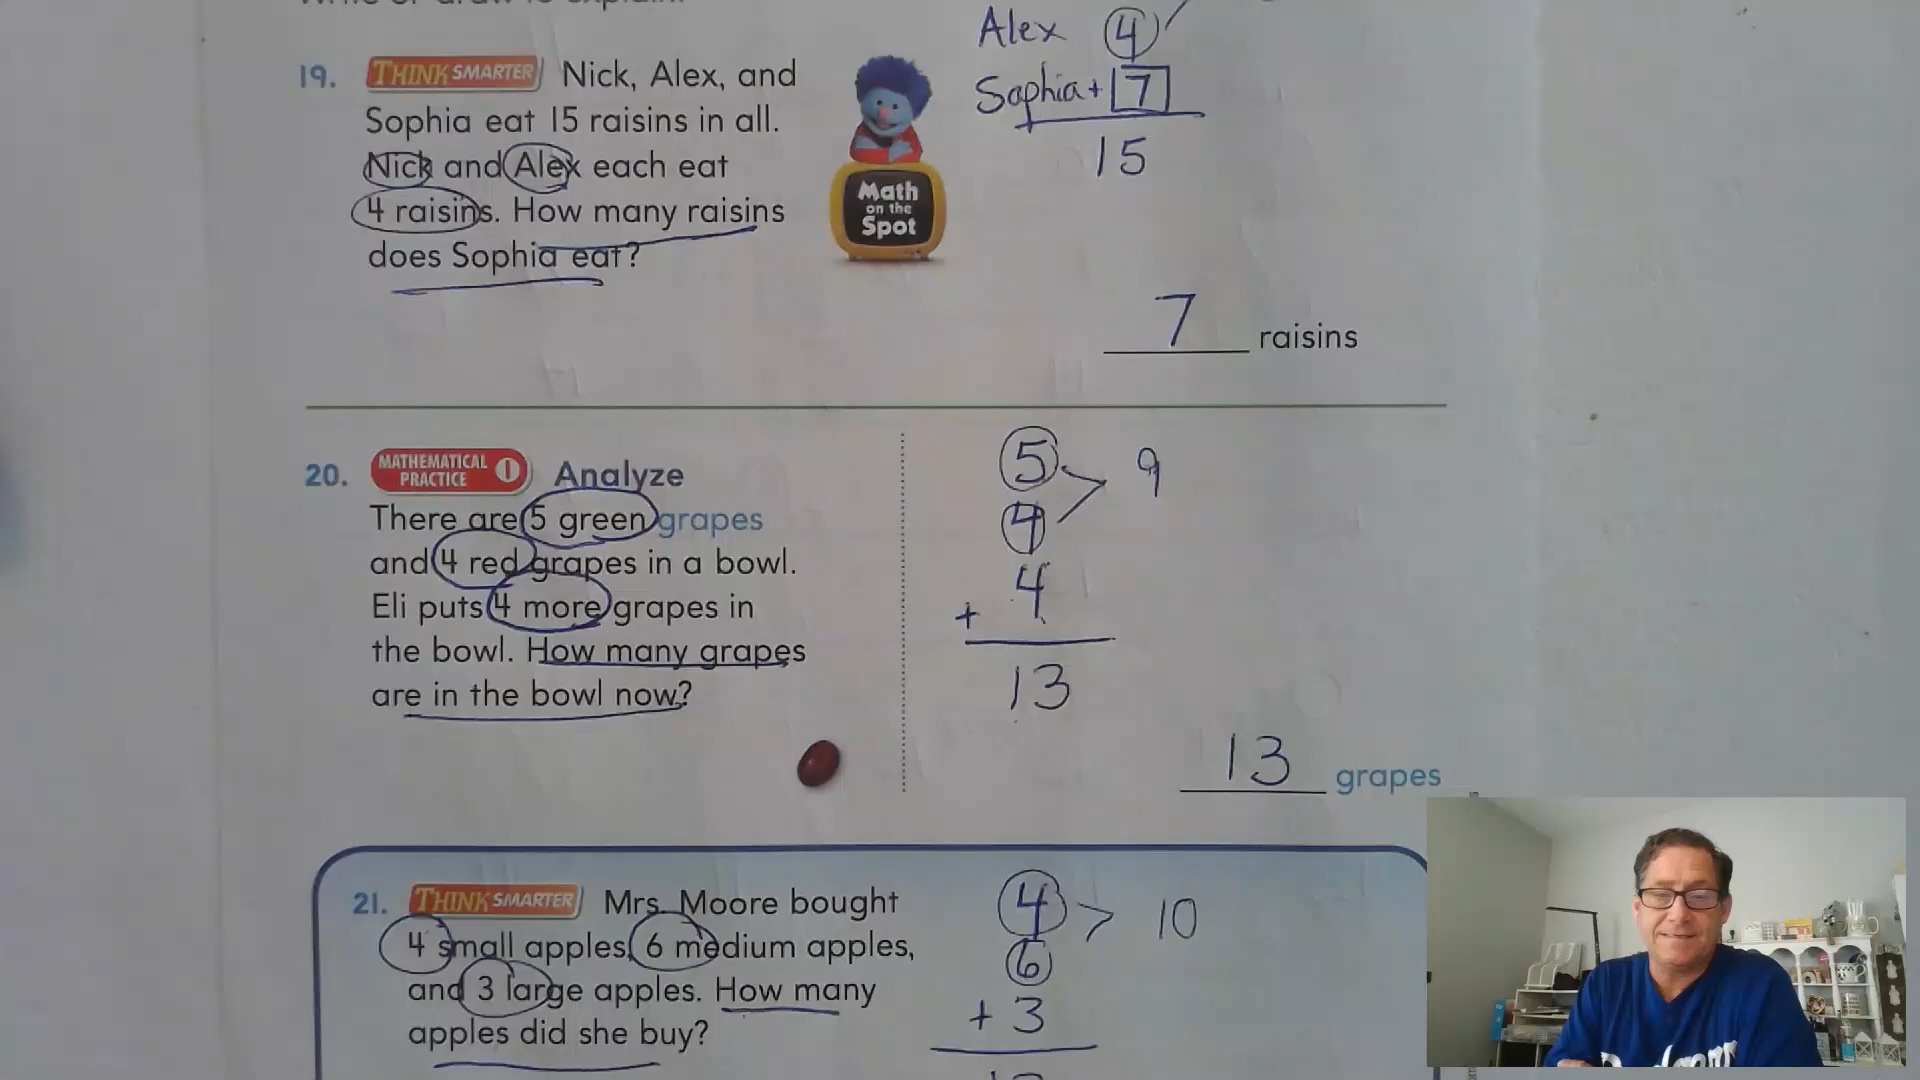 Write or draw to explain.
Alex 4
19. THINK SMARTER Nick, Alex, and
Sophia + 7
Sophia eat 15 raisins in all.
15
Nick and Alex each eat
4 raisins. How many raisins
does Sophia eat?
Math
on the
Spot
7 raisins
20. MATHEMATICAL PRACTICE 1 Analyze
There are 5 green grapes
and 4 red grapes in a bowl.
Eli puts 4 more grapes in
the bowl. How many grapes
are in the bowl now?
5 > 9
4
+ 4
13
13 grapes
21. THINK SMARTER Mrs. Moore bought
4 small apples, 6 medium apples,
and 3 large apples. How many
apples did she buy?
4 > 10
6
+ 3